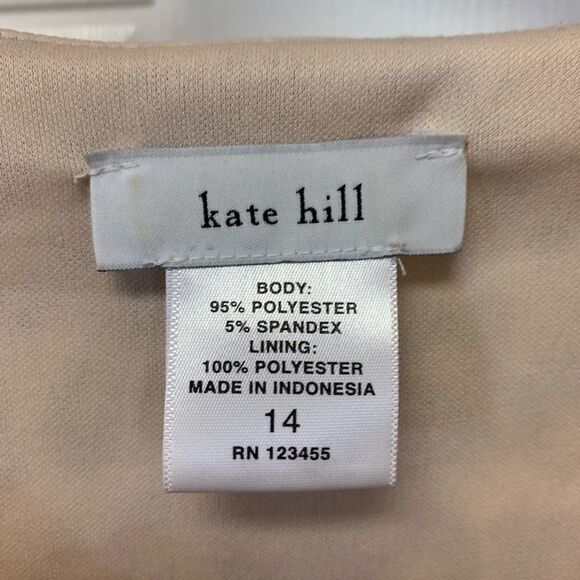 kate hill
BODY:
95% POLYESTER
5% SPANDEX
LINING:
100% POLYESTER
MADE IN INDONESIA
14
RN 123455